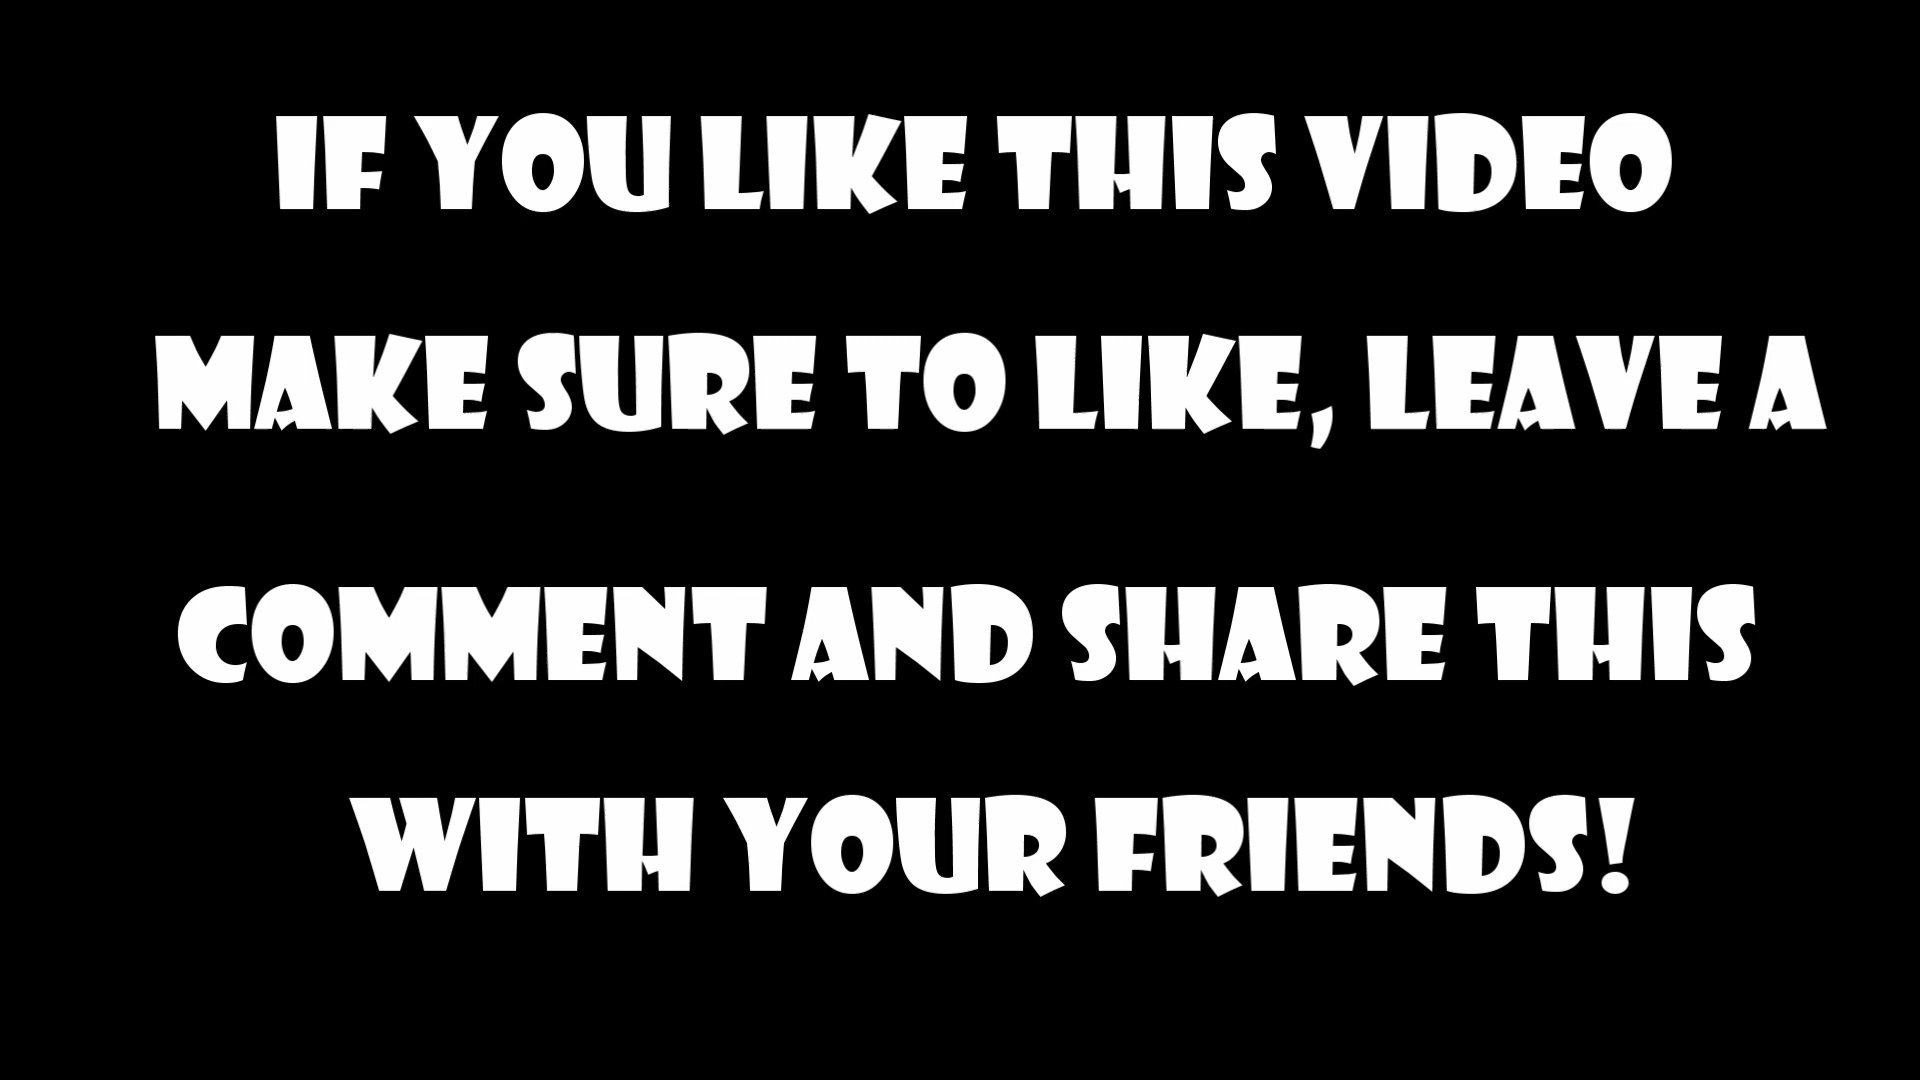 IF YOU LIKE THIS VIDEO
MAKE SURE TO LIKE, LEAVE A
COMMENT AND SHARE THIS
WITH YOUR FRIENDS!